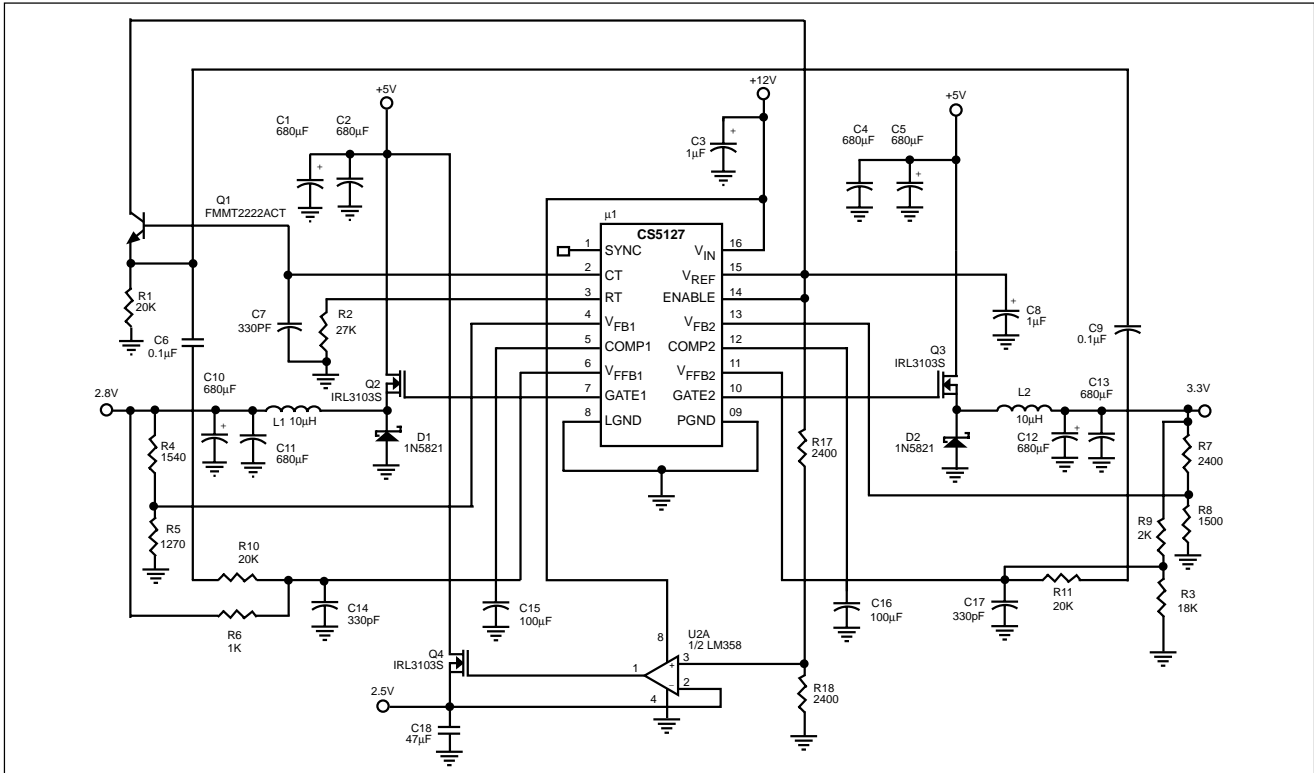 +12V
+5V
+5V
C1
680µF
C2
680µF
C3
1µF
+
C4
680µF
C5
680µF
+
+
Q1
FMMT2222ACT
µ1
CS5127
1
SYNC
VIN
16
2
CT
VREF
15
3
RT
ENABLE
14
4
VFB1
VFB2
13
5
COMP1
COMP2
12
6
VFFB1
VFFB2
11
7
GATE1
GATE2
10
8
LGND
PGND
09
R1
20K
C7
330PF
R2
27K
C8
1µF
+
C6
0.1µF
C9
0.1µF
Q2
IRL3103S
Q3
IRL3103S
2.8V
C10
680µF
+
L1
10µH
C11
680µF
D1
1N5821
R4
1540
R5
1270
L2
10µH
C13
680µF
3.3V
D2
1N5821
C12
680µF
+
R7
2400
R17
2400
R8
1500
R9
2K
R10
20K
R6
1K
C14
330pF
C15
100µF
C16
100µF
C17
330pF
R11
20K
R3
18K
Q4
IRL3103S
U2A
1/2 LM358
8
3
+
1
2
−
4
R18
2400
2.5V
C18
47µF